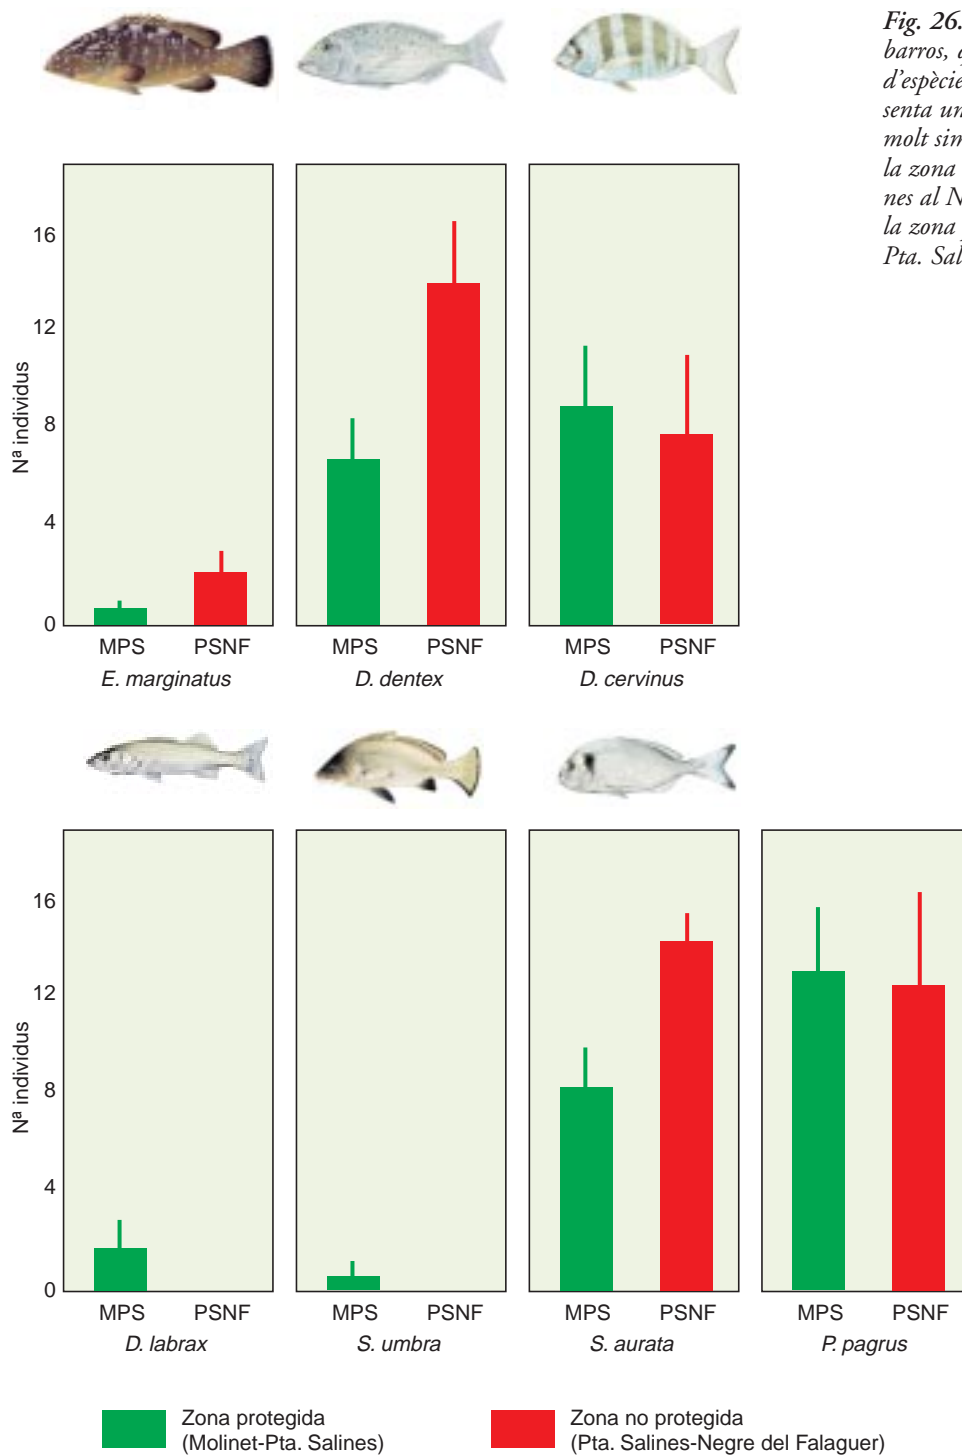 Fig. 26.
barros,
d'espècie
senta un
molt sim
la zona
nes al N
la zona
Pta. Sal
16
12
8
4
0
Nª individus
MPS PSNF MPS PSNF MPS PSNF
E. marginatus D. dentex D. cervinus
16
12
8
4
0
Nª individus
MPS PSNF MPS PSNF MPS PSNF MPS PSNF
D. labrax S. umbra S. aurata P. pagrus
Zona protegida
(Molinet-Pta. Salines)
Zona no protegida
(Pta. Salines-Negre del Falaguer)